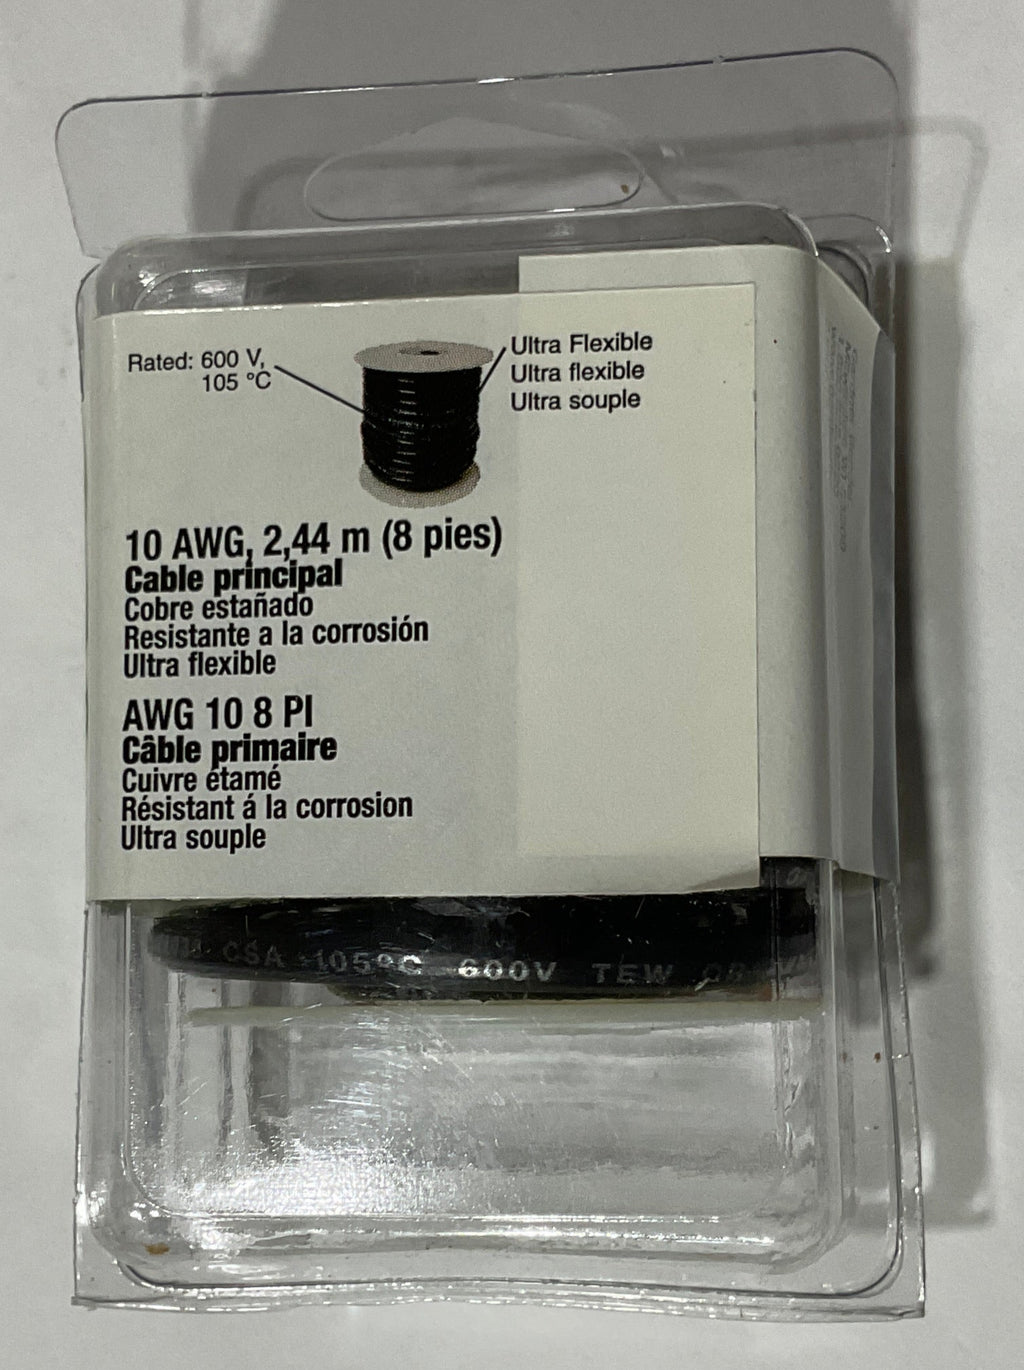 Rated: 600 V,
105 °C
Ultra Flexible
Ultra flexible
Ultra souple
10 AWG, 2,44 m (8 pies)
Cable principal
Cobre estañado
Resistante a la corrosión
Ultra flexible
AWG 10 8 PI
Câble primaire
Cuivre étamé
Résistant á la corrosion
Ultra souple
CSA 105°C 600V TEW OR